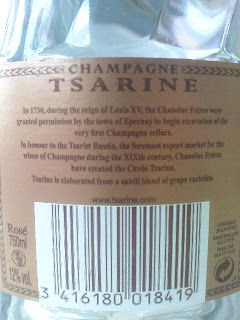 CHAMPAGNE
TSARINE
In 1730, during the reign of Louis XV, the Chanoine Frères were
granted permission by the town of Epernay to begin excavation of the
very first Champagne cellars.
In honour to the Tsarist Russia, the foremost export market for the
wines of Champagne during the XIXth century, Chanoine Frères
have created the Cuvée Tsarine.
Tsarine is elaborated from a subtil blend of grape varieties.
www.tsarine.com
Rosé
750ml
12% vol.
3 416180 018419